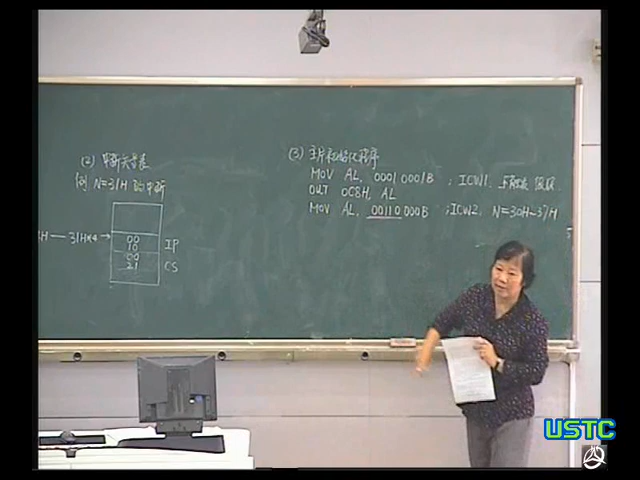 (2) 中断向量表
例 N=31H 的中断
31H×4→
00
10
IP
00
21
CS
(3) 主片初始化程序
MOV AL, 00010001B ; ICW1, 上升沿 级联
OUT 0C8H, AL
MOV AL, 00110000B ; ICW2, N=30H~37H
USTC